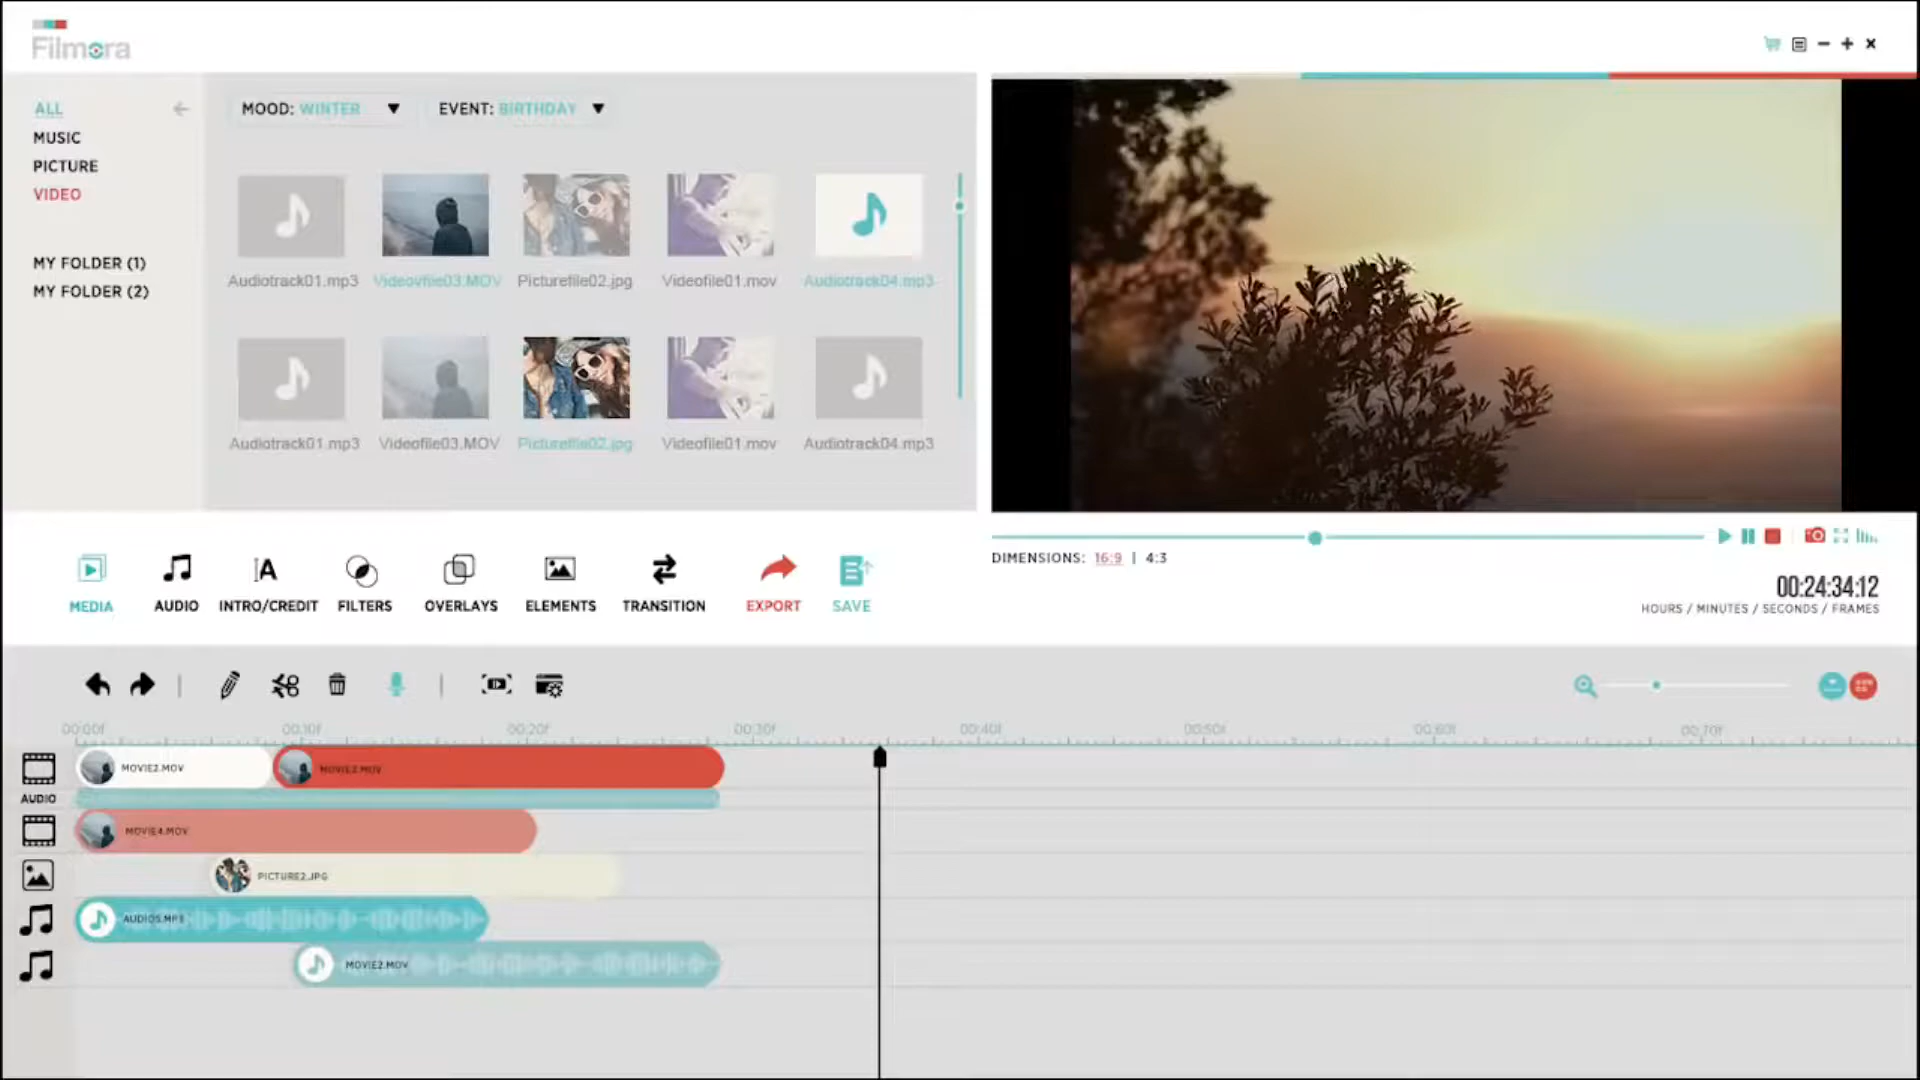 Filmora
ALL
MUSIC
PICTURE
VIDEO
MY FOLDER (1)
MY FOLDER (2)
MOOD: WINTER
EVENT: BIRTHDAY
Audiotrack01.mp3
Videovfile03.MOV
Picturefile02.jpg
Videofile01.mov
Audiotrack04.mp3
Audiotrack01.mp3
Videofile03.MOV
Picturefile02.jpg
Videofile01.mov
Audiotrack04.mp3
DIMENSIONS: 16:9 | 4:3
00:24:34:12
HOURS / MINUTES / SECONDS / FRAMES
MEDIA
AUDIO
INTRO/CREDIT
FILTERS
OVERLAYS
ELEMENTS
TRANSITION
EXPORT
SAVE
00:00f
00:10f
00:20f
00:30f
00:40f
00:50f
00:60f
00:70f
MOVIE2.MOV
MOVIE2.MOV
AUDIO
MOVIE4.MOV
PICTURE2.JPG
AUDIO5.MP3
MOVIE2.MOV